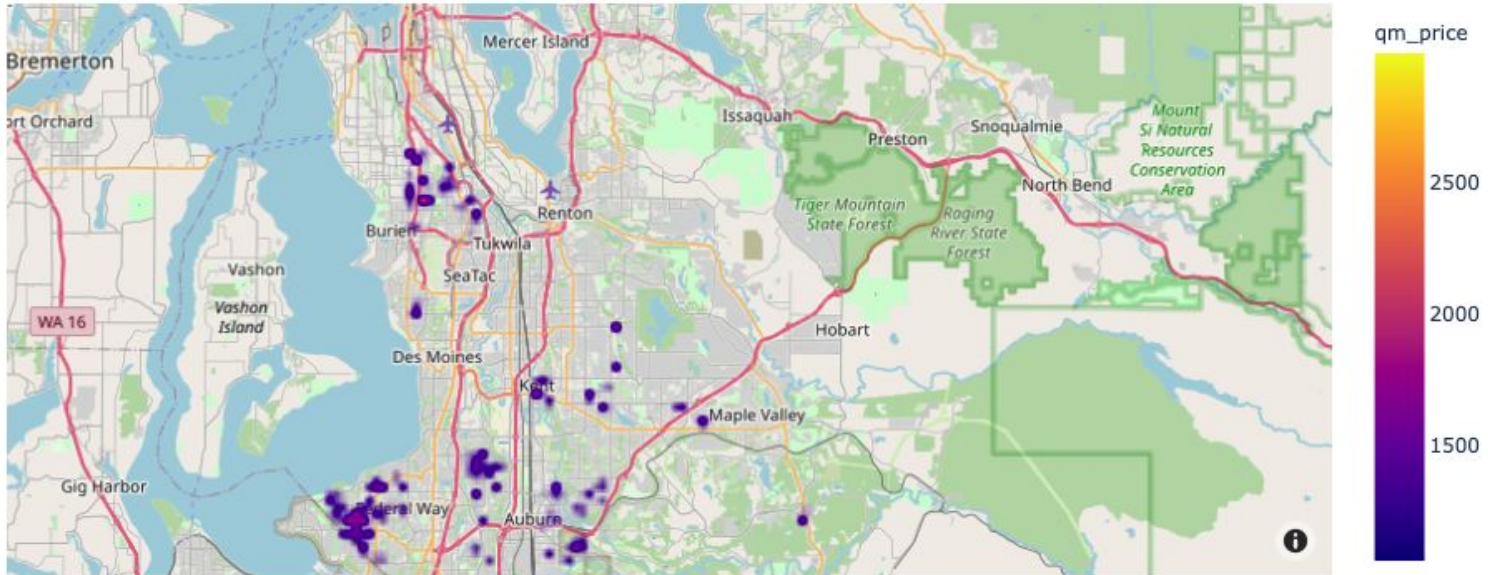 qm_price
Mercer Island
Bremerton
Issaquah
ort Orchard
Preston
Snoqualmie
Mount
Si Natural
Resources
Conservation
Area
2500
North Bend
Renton
Tiger Mountain
State Forest
Raging
River State
Forest
Burien
Tukwila
Vashon
SeaTac
Vashon
Island
WA 16
2000
Hobart
Des Moines
Kent
Maple Valley
1500
Gig Harbor
Federal Way
Auburn